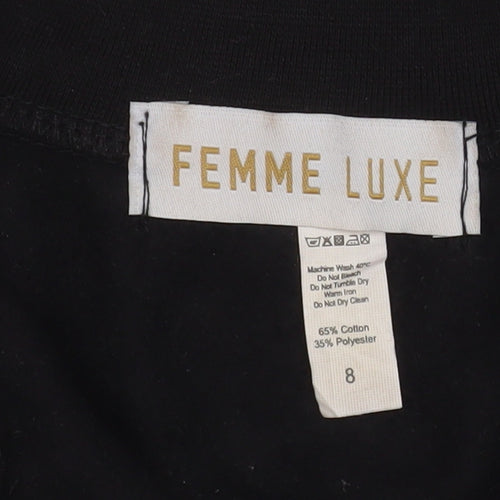 FEMME LUXE
Machine Wash 40°C
Do Not Bleach
Do Not Tumble Dry
Warm Iron
Do Not Dry Clean
65% Cotton
35% Polyester
8